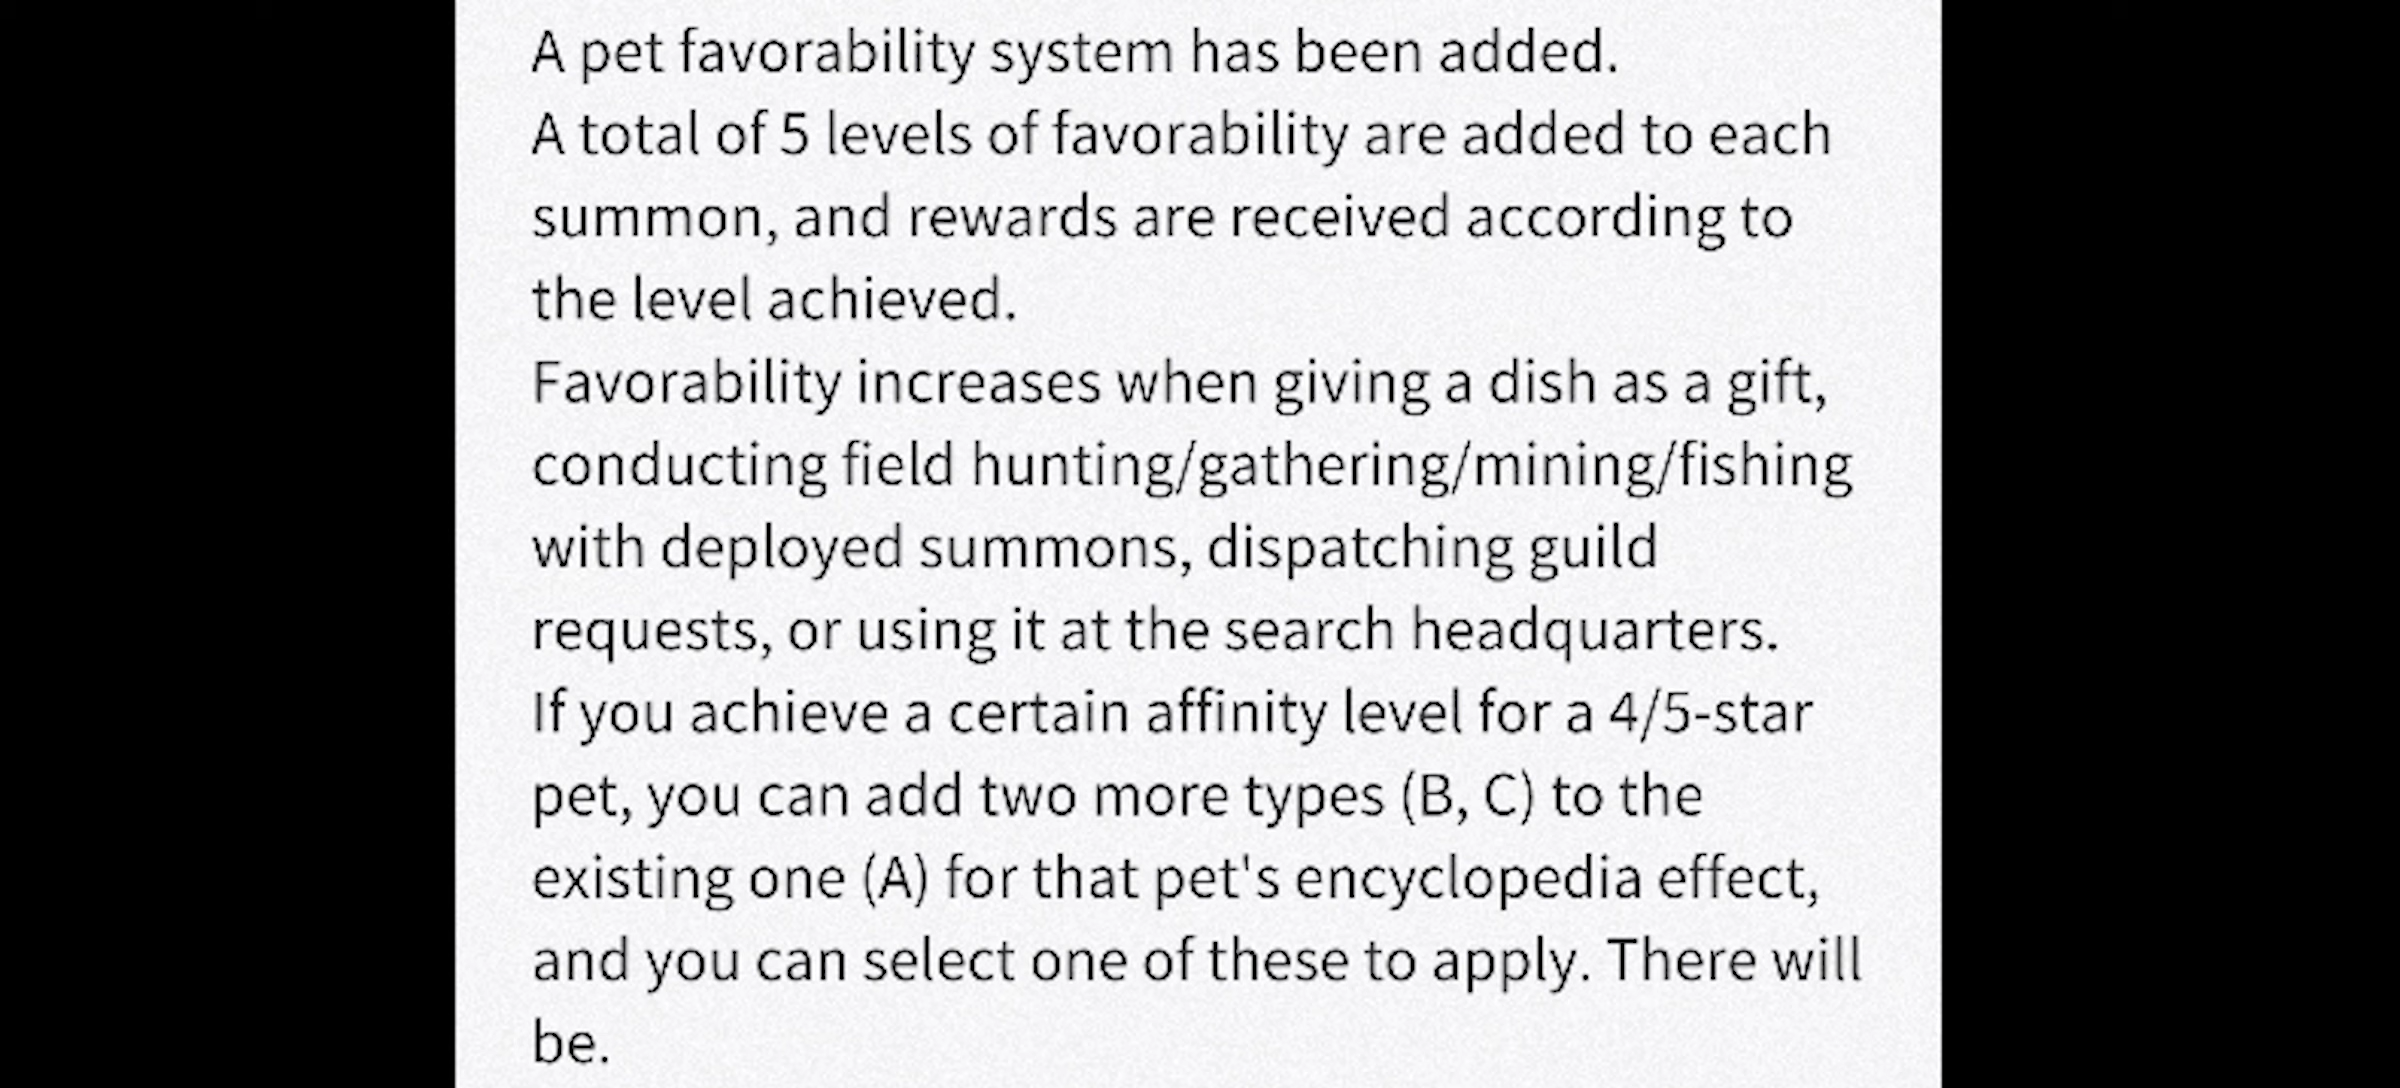 A pet favorability system has been added.
A total of 5 levels of favorability are added to each
summon, and rewards are received according to
the level achieved.
Favorability increases when giving a dish as a gift,
conducting field hunting/gathering/mining/fishing
with deployed summons, dispatching guild
requests, or using it at the search headquarters.
If you achieve a certain affinity level for a 4/5-star
pet, you can add two more types (B, C) to the
existing one (A) for that pet's encyclopedia effect,
and you can select one of these to apply. There will
be.